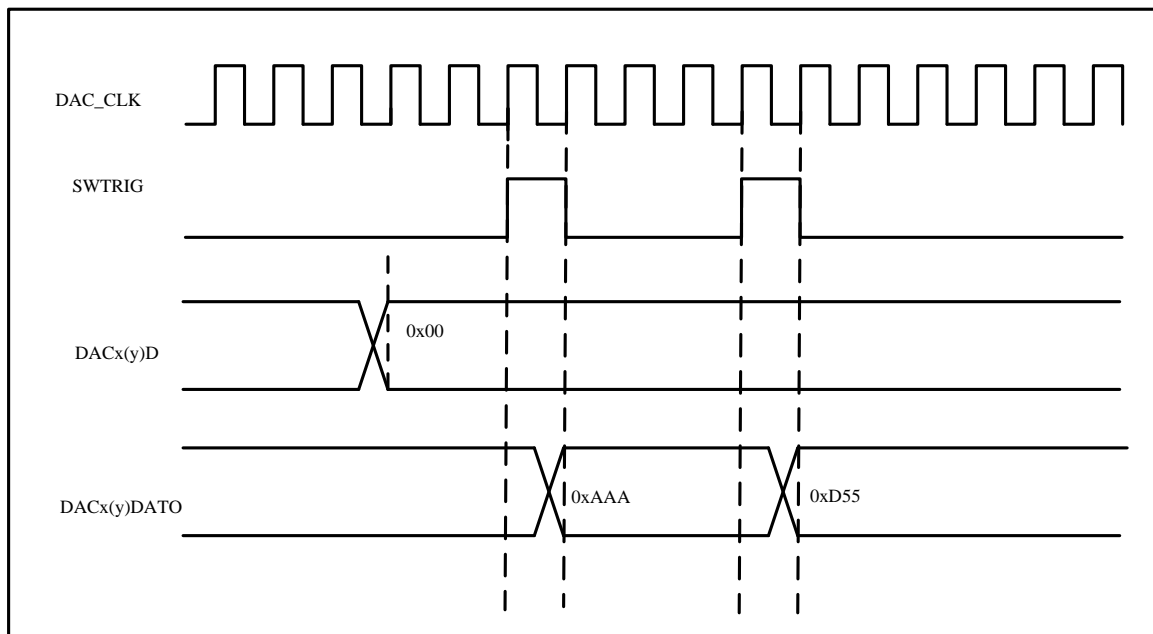 DAC_CLK
SWTRIG
0x00
DACx(y)D
0xAAA
0xD55
DACx(y)DATO